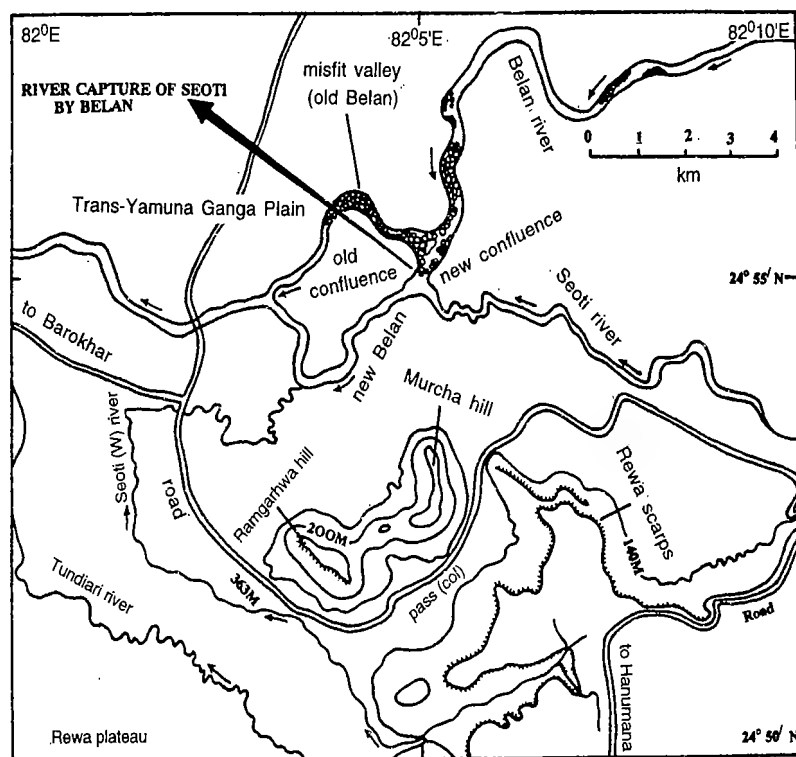 82⁰E
82⁰5'E
82⁰10'E
misfit valley
(old Belan)
RIVER CAPTURE OF SEOTI
BY BELAN
Belan river
0 1 2 3 4
km
Trans-Yamuna Ganga Plain
old
confluence
new confluence
24° 55' N
Seoti river
to Barokhar
new Belan
Murcha hill
Seoti (W) river
road
Ramgarhwa hill
200M
Rewa scarps
140M
Tundiari river
363M
pass (col)
Road
to Hanumana
Rewa plateau
24° 50' N